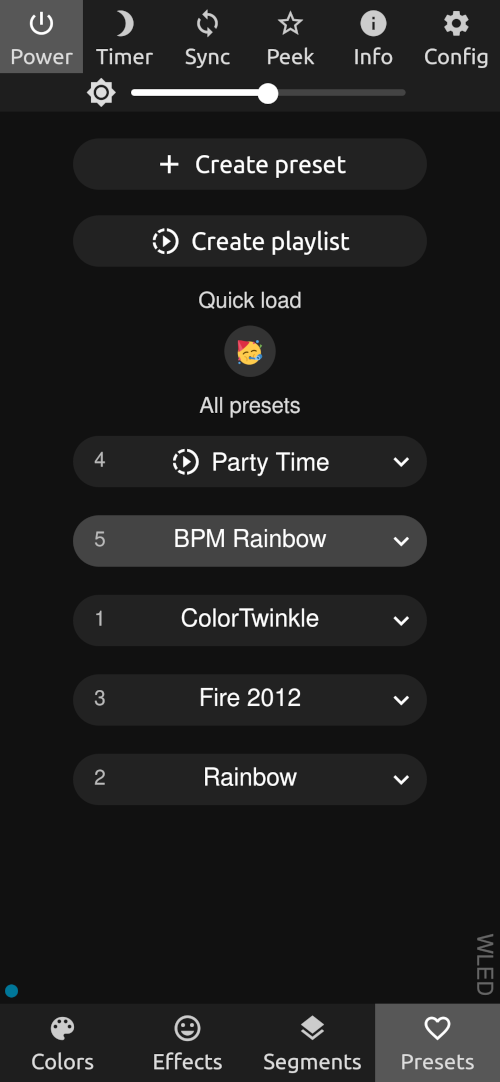 Power Timer Sync Peek Info Config
Create preset
Create playlist
Quick load
All presets
4 Party Time
5 BPM Rainbow
1 ColorTwinkle
3 Fire 2012
2 Rainbow
WLED
Colors Effects Segments Presets